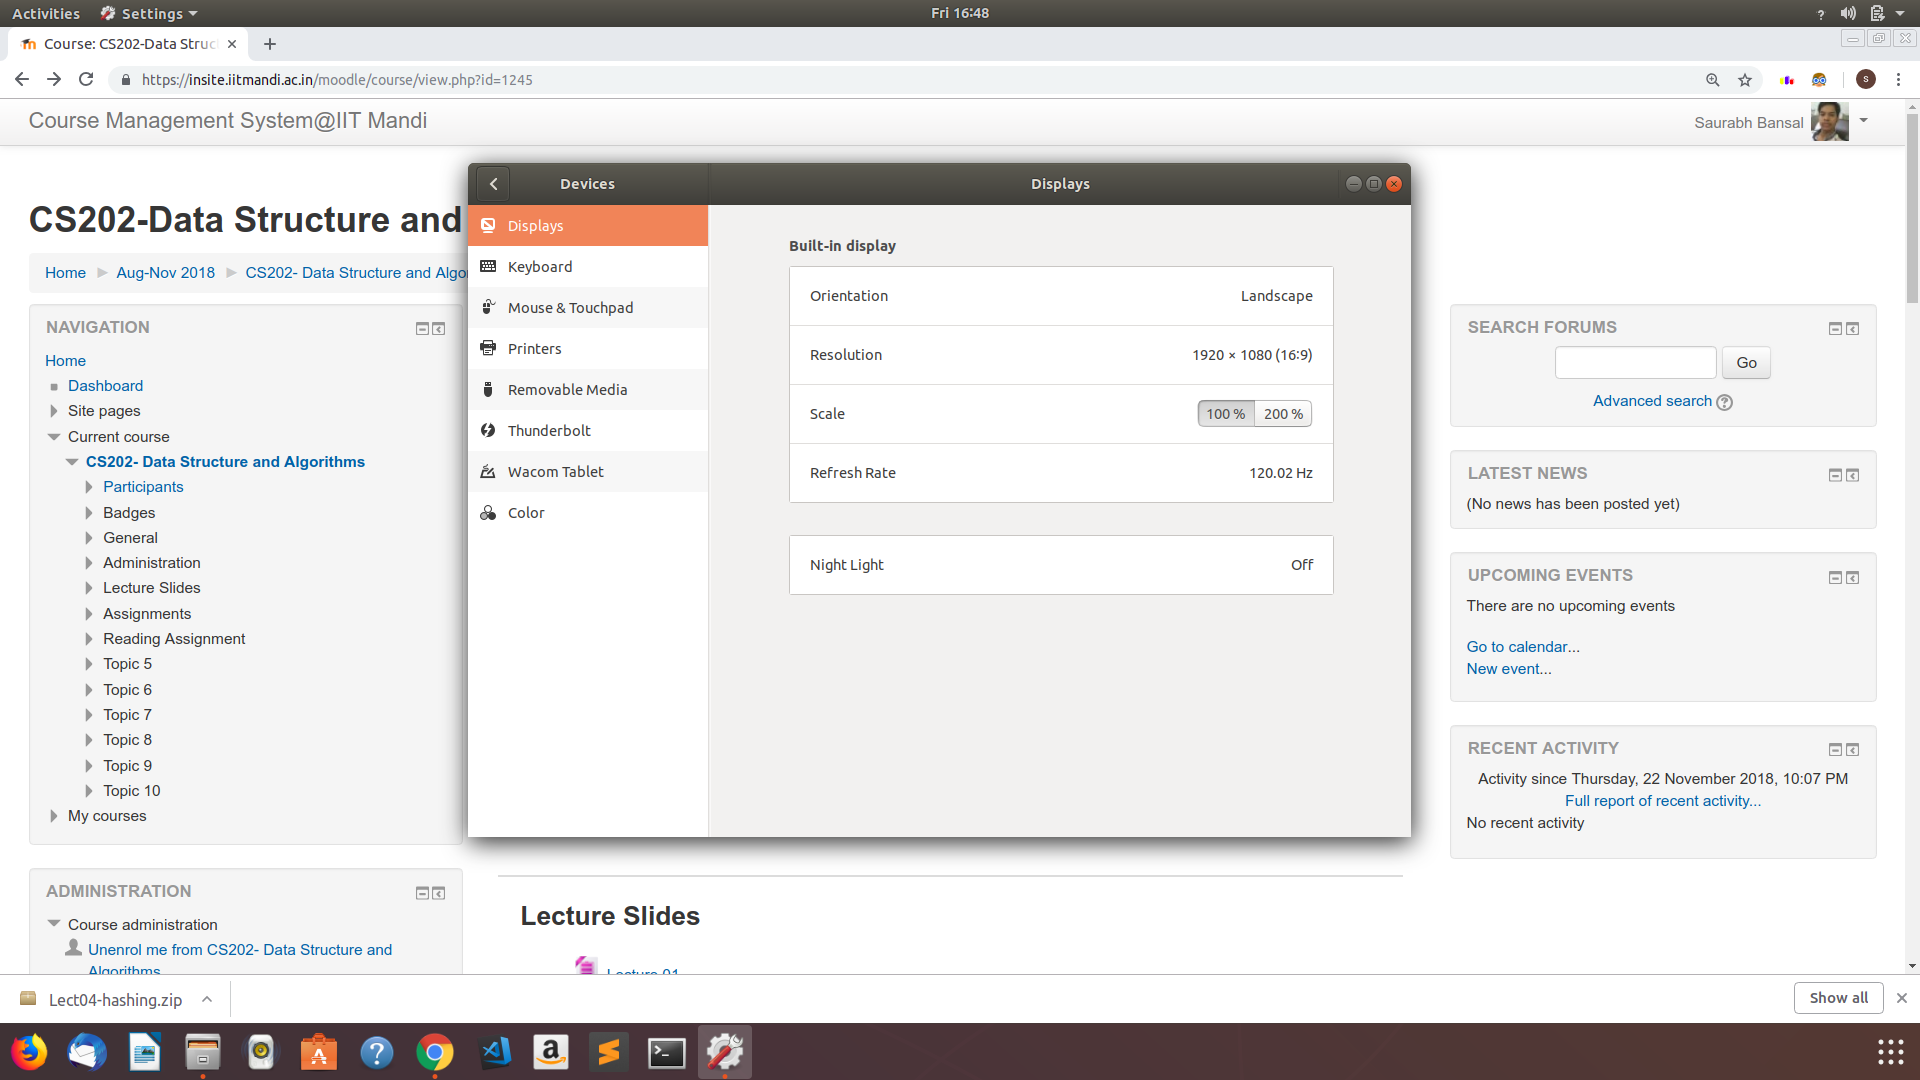 Activities
Settings
Fri 16:48
?
Course: CS202-Data Struc
https://insite.iitmandi.ac.in/moodle/course/view.php?id=1245
S
Course Management System@IIT Mandi
Saurabh Bansal
CS202-Data Structure and
Home
Aug-Nov 2018
CS202- Data Structure and Algo
NAVIGATION
Home
Dashboard
Site pages
Current course
CS202- Data Structure and Algorithms
Participants
Badges
General
Administration
Lecture Slides
Assignments
Reading Assignment
Topic 5
Topic 6
Topic 7
Topic 8
Topic 9
Topic 10
My courses
ADMINISTRATION
Course administration
Unenrol me from CS202- Data Structure and
Algorithms
Devices
Displays
Displays
Keyboard
Mouse & Touchpad
Printers
Removable Media
Thunderbolt
Wacom Tablet
Color
Built-in display
Orientation
Landscape
Resolution
1920 × 1080 (16:9)
Scale
100 %
200 %
Refresh Rate
120.02 Hz
Night Light
Off
Lecture Slides
Lecture 01
SEARCH FORUMS
Go
Advanced search
?
LATEST NEWS
(No news has been posted yet)
UPCOMING EVENTS
There are no upcoming events
Go to calendar...
New event...
RECENT ACTIVITY
Activity since Thursday, 22 November 2018, 10:07 PM
Full report of recent activity...
No recent activity
Lect04-hashing.zip
Show all